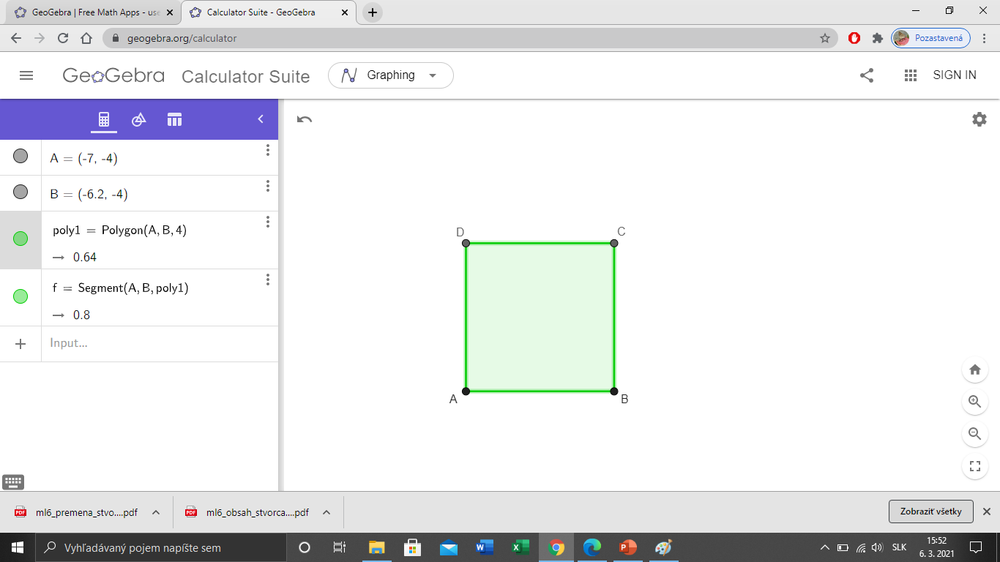 GeoGebra | Free Math Apps - use
Calculator Suite - GeoGebra
geogebra.org/calculator
Pozastavená
GeoGebra Calculator Suite
Graphing
SIGN IN
A = (-7, -4)
B = (-6.2, -4)
poly1 = Polygon(A, B, 4)
→ 0.64
f = Segment(A, B, poly1)
→ 0.8
Input...
D
C
A
B
ml6_premena_stvo....pdf
ml6_obsah_stvorca....pdf
Zobraziť všetky
Vyhľadávaný pojem napíšte sem
SLK
15:52
6. 3. 2021